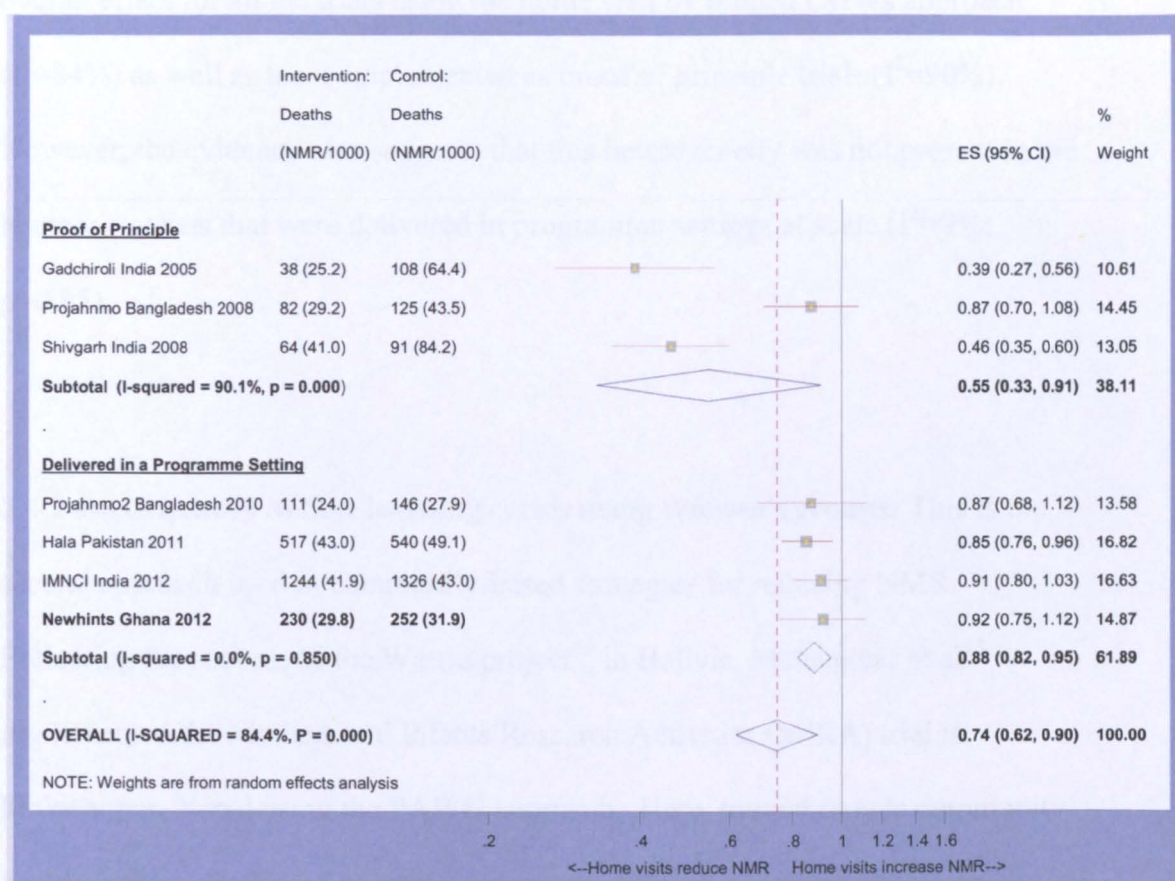 Intervention: Control:
Deaths Deaths %
(NMR/1000) (NMR/1000) ES (95% CI) Weight
Proof of Principle
Gadchiroli India 2005 38 (25.2) 108 (64.4) 0.39 (0.27, 0.56) 10.61
Projahnmo Bangladesh 2008 82 (29.2) 125 (43.5) 0.87 (0.70, 1.08) 14.45
Shivgarh India 2008 64 (41.0) 91 (84.2) 0.46 (0.35, 0.60) 13.05
Subtotal (I-squared = 90.1%, p = 0.000) 0.55 (0.33, 0.91) 38.11
.
Delivered in a Programme Setting
Projahnmo2 Bangladesh 2010 111 (24.0) 146 (27.9) 0.87 (0.68, 1.12) 13.58
Hala Pakistan 2011 517 (43.0) 540 (49.1) 0.85 (0.76, 0.96) 16.82
IMNCI India 2012 1244 (41.9) 1326 (43.0) 0.91 (0.80, 1.03) 16.63
Newhints Ghana 2012 230 (29.8) 252 (31.9) 0.92 (0.75, 1.12) 14.87
Subtotal (I-squared = 0.0%, p = 0.850) 0.88 (0.82, 0.95) 61.89
.
OVERALL (I-SQUARED = 84.4%, P = 0.000) 0.74 (0.62, 0.90) 100.00
NOTE: Weights are from random effects analysis
.2 .4 .6 .8 1 1.2 1.4 1.6
<--Home visits reduce NMR Home visits increase NMR-->